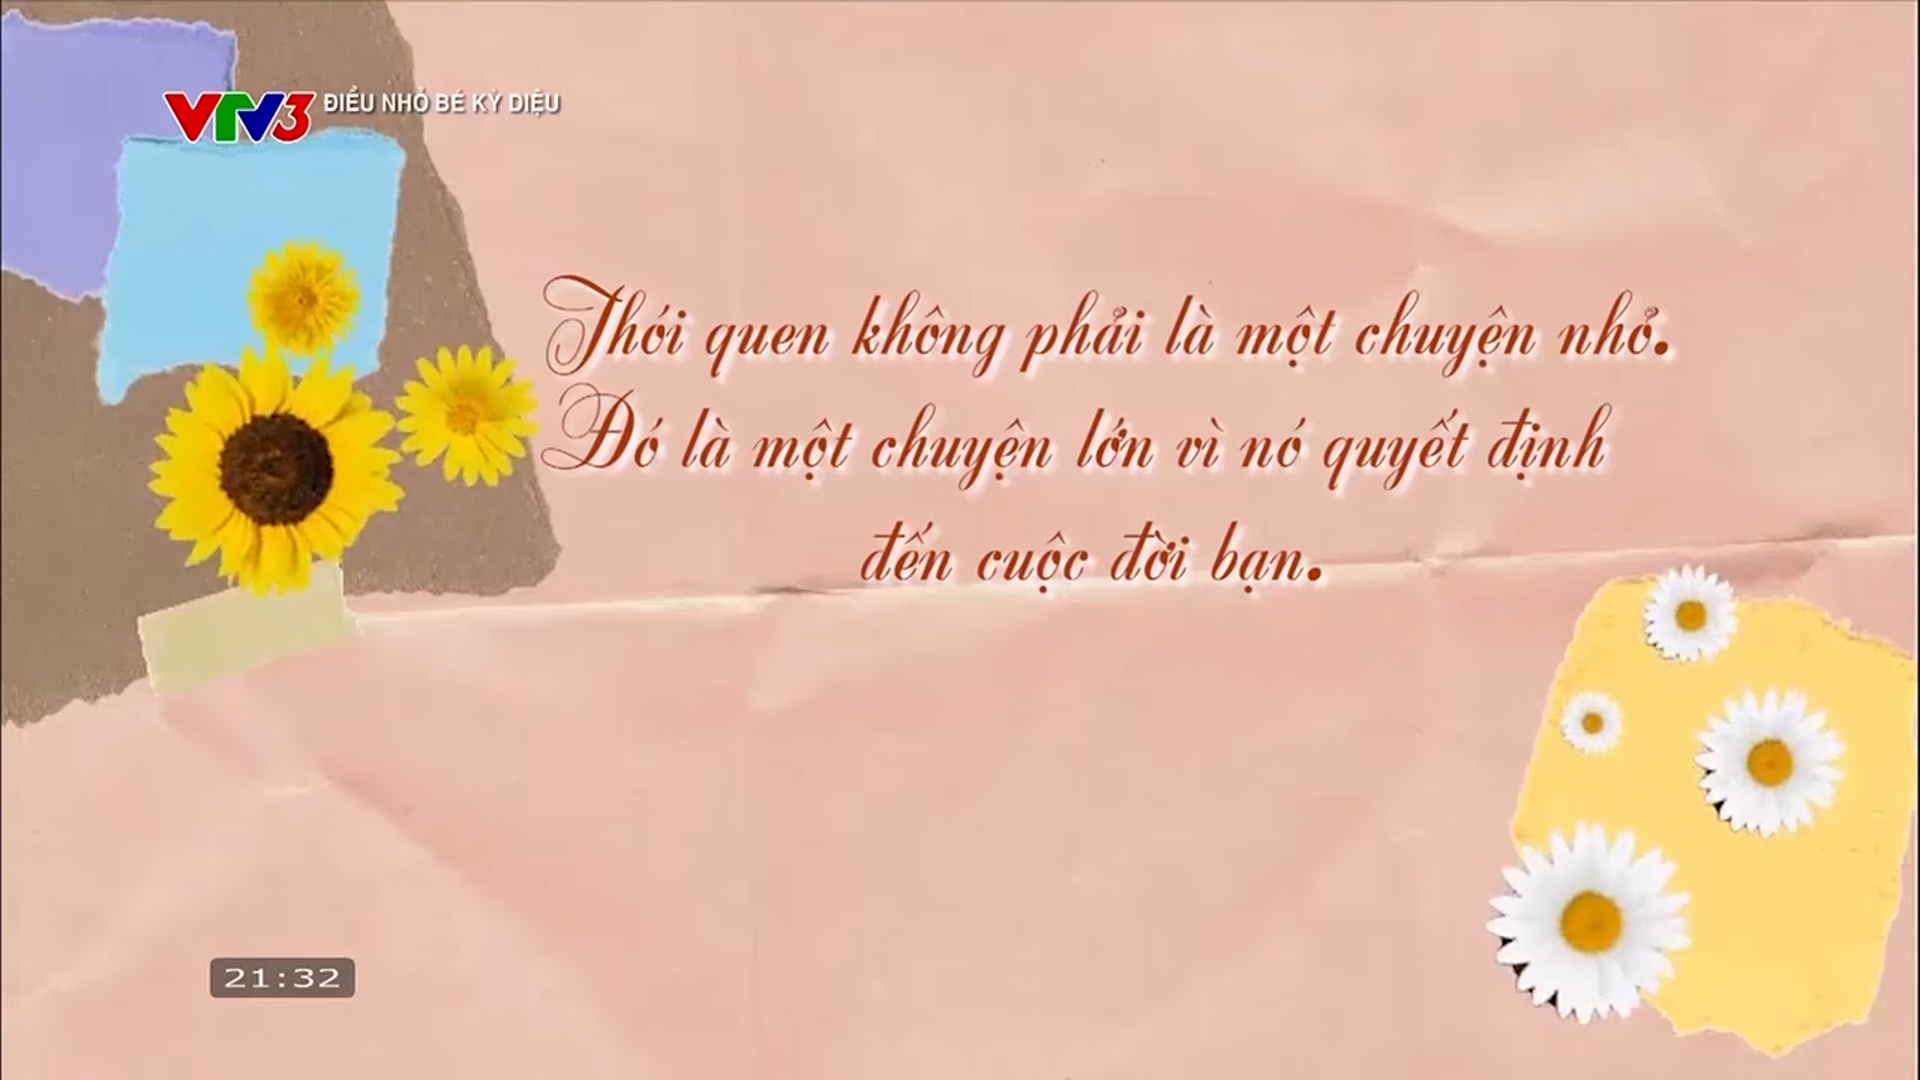 VTV3 ĐIỀU NHỎ BÉ KỲ DIỆU
Thói quen không phải là một chuyện nhỏ.
Đó là một chuyện lớn vì nó quyết định
đến cuộc đời bạn.
21:32